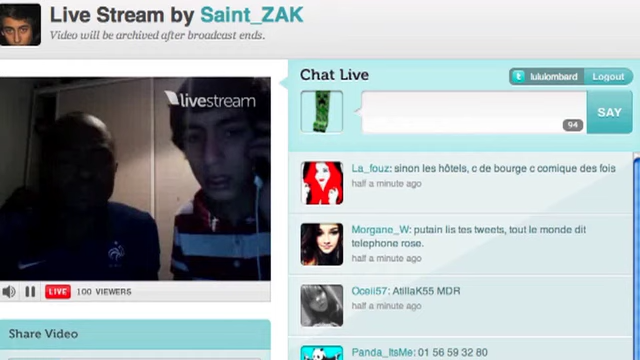 Live Stream by Saint_ZAK
Video will be archived after broadcast ends.
livestream
LIVE 100 VIEWERS
Share Video
Chat Live
lululombard Logout
94
SAY
La_fouz: sinon les hôtels, c de bourge c comique des fois
half a minute ago
Morgane_W: putain lis tes tweets, tout le monde dit
telephone rose.
half a minute ago
Oceii57: AtillaK55 MDR
half a minute ago
Panda_ItsMe: 01 56 59 32 80